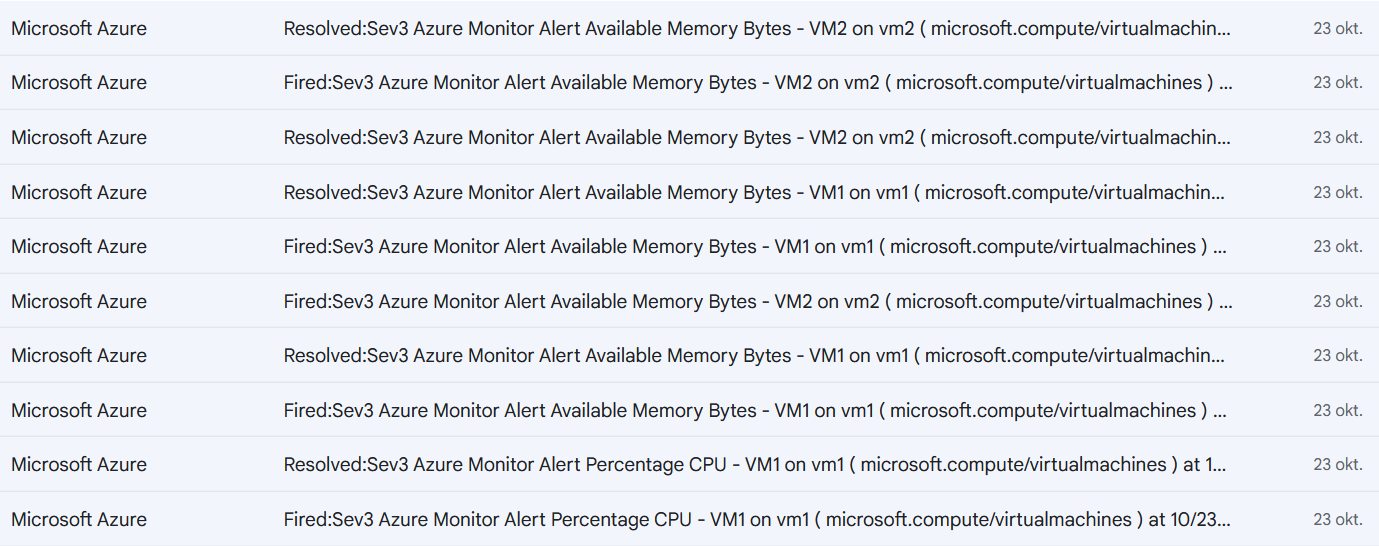 Microsoft Azure Resolved:Sev3 Azure Monitor Alert Available Memory Bytes - VM2 on vm2 ( microsoft.compute/virtualmachin... 23 okt.
Microsoft Azure Fired:Sev3 Azure Monitor Alert Available Memory Bytes - VM2 on vm2 ( microsoft.compute/virtualmachines ) ... 23 okt.
Microsoft Azure Resolved:Sev3 Azure Monitor Alert Available Memory Bytes - VM2 on vm2 ( microsoft.compute/virtualmachin... 23 okt.
Microsoft Azure Resolved:Sev3 Azure Monitor Alert Available Memory Bytes - VM1 on vm1 ( microsoft.compute/virtualmachin... 23 okt.
Microsoft Azure Fired:Sev3 Azure Monitor Alert Available Memory Bytes - VM1 on vm1 ( microsoft.compute/virtualmachines ) ... 23 okt.
Microsoft Azure Fired:Sev3 Azure Monitor Alert Available Memory Bytes - VM2 on vm2 ( microsoft.compute/virtualmachines ) ... 23 okt.
Microsoft Azure Resolved:Sev3 Azure Monitor Alert Available Memory Bytes - VM1 on vm1 ( microsoft.compute/virtualmachin... 23 okt.
Microsoft Azure Fired:Sev3 Azure Monitor Alert Available Memory Bytes - VM1 on vm1 ( microsoft.compute/virtualmachines ) ... 23 okt.
Microsoft Azure Resolved:Sev3 Azure Monitor Alert Percentage CPU - VM1 on vm1 ( microsoft.compute/virtualmachines ) at 1... 23 okt.
Microsoft Azure Fired:Sev3 Azure Monitor Alert Percentage CPU - VM1 on vm1 ( microsoft.compute/virtualmachines ) at 10/23... 23 okt.